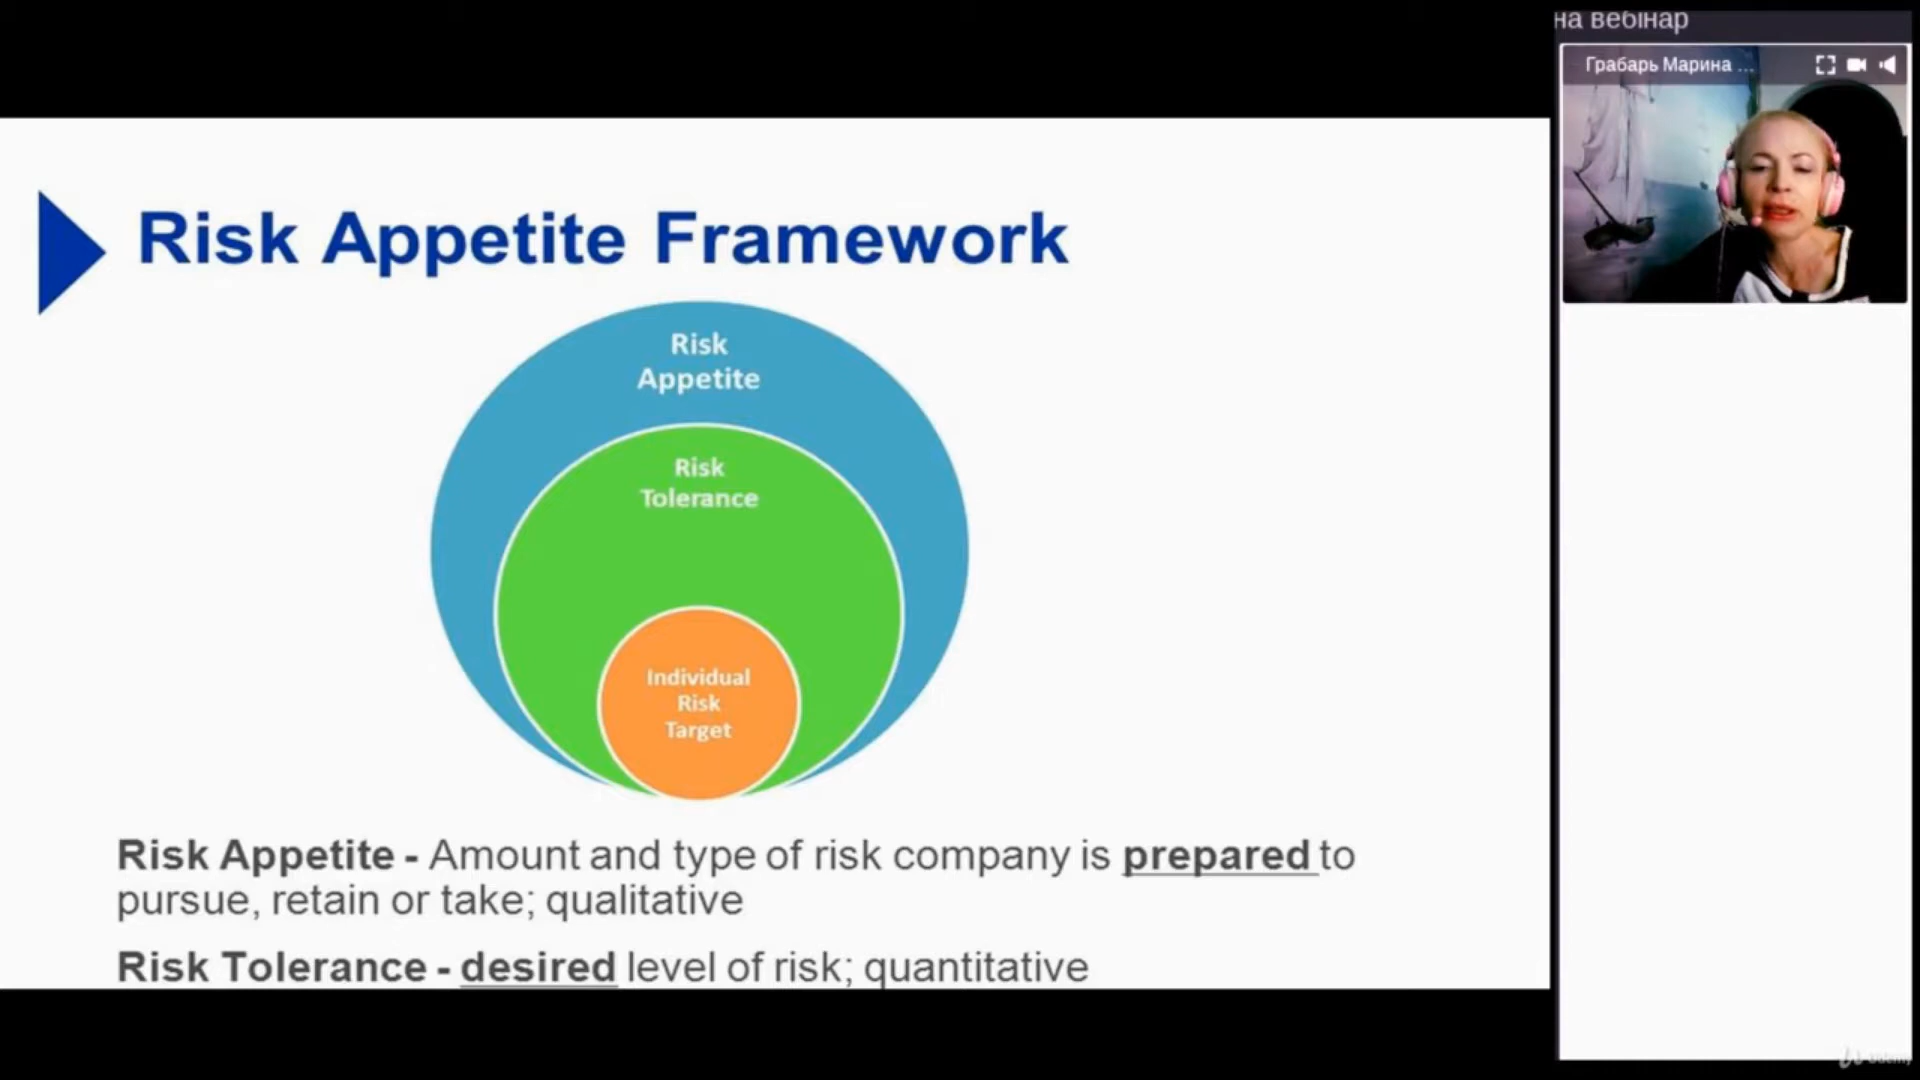 на вебінар
Грабарь Марина ...
Risk Appetite Framework
Risk
Appetite
Risk
Tolerance
Individual
Risk
Target
Risk Appetite - Amount and type of risk company is prepared to
pursue, retain or take; qualitative
Risk Tolerance - desired level of risk; quantitative
Udemy